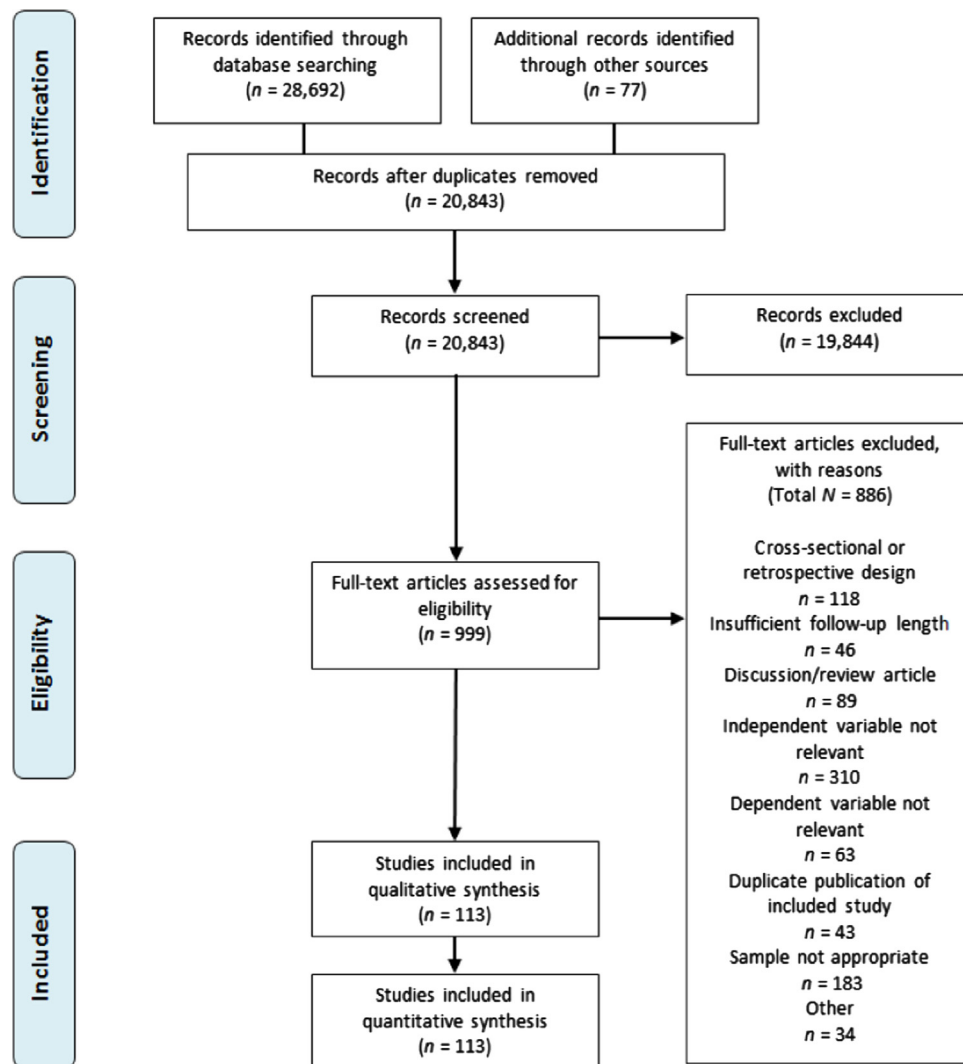 Identification
Records identified through
database searching
(n = 28,692)
Additional records identified
through other sources
(n = 77)
Records after duplicates removed
(n = 20,843)
Screening
Records screened
(n = 20,843)
Records excluded
(n = 19,844)
Eligibility
Full-text articles assessed for
eligibility
(n = 999)
Full-text articles excluded,
with reasons
(Total N = 886)
Cross-sectional or
retrospective design
n = 118
Insufficient follow-up length
n = 46
Discussion/review article
n = 89
Independent variable not
relevant
n = 310
Dependent variable not
relevant
n = 63
Duplicate publication of
included study
n = 43
Sample not appropriate
n = 183
Other
n = 34
Included
Studies included in
qualitative synthesis
(n = 113)
Studies included in
quantitative synthesis
(n = 113)